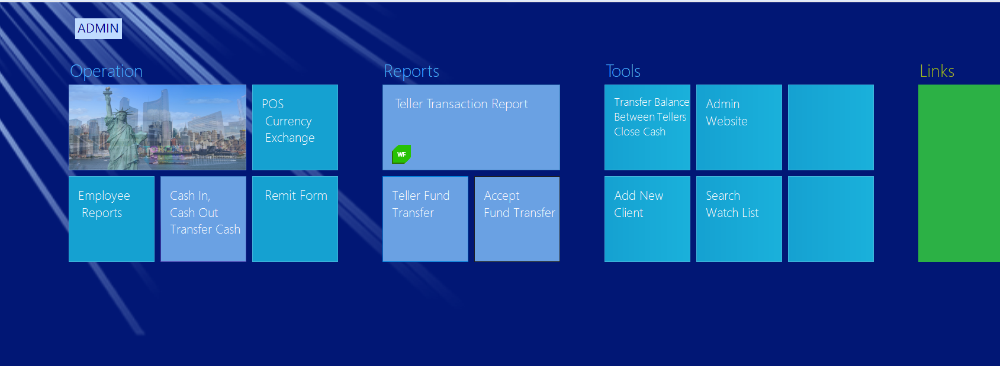 ADMIN
Operation
POS
Currency
Exchange
Employee
Reports
Cash In,
Cash Out
Transfer Cash
Remit Form
Reports
Teller Transaction Report
WF
Teller Fund
Transfer
Accept
Fund Transfer
Tools
Transfer Balance
Between Tellers
Close Cash
Admin
Website
Add New
Client
Search
Watch List
Links